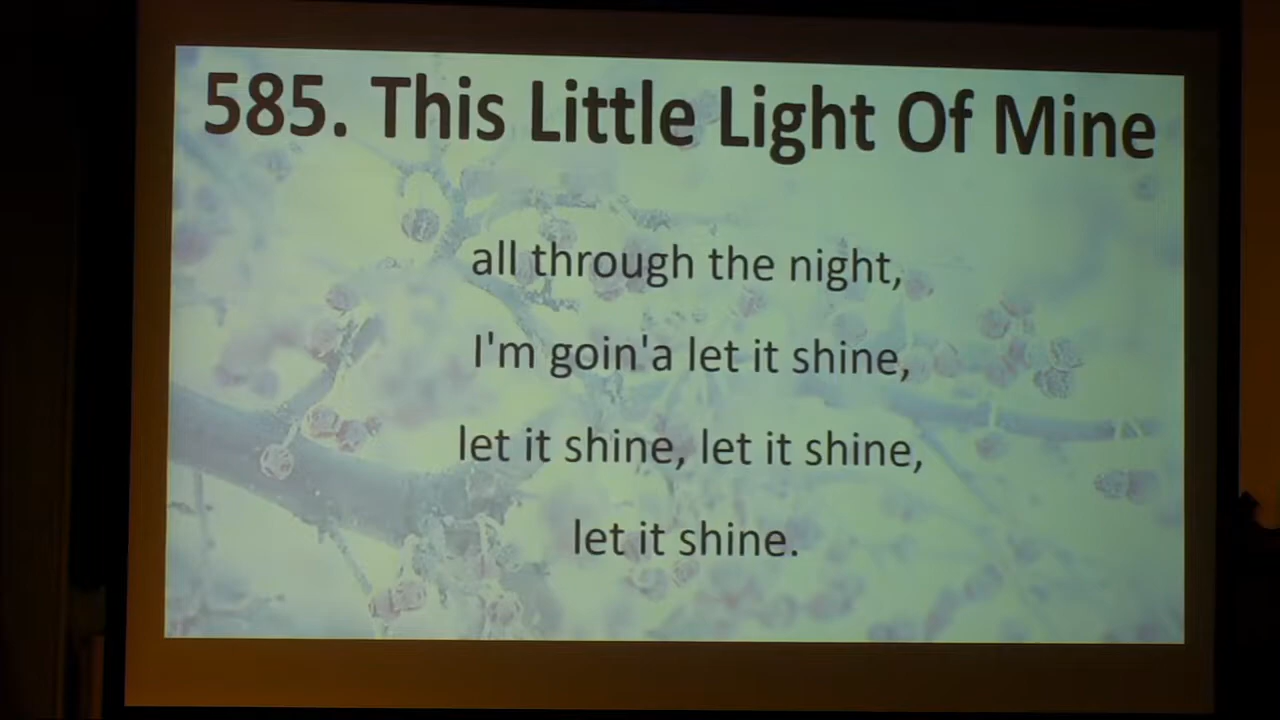 585. This Little Light Of Mine
all through the night,
I'm goin'a let it shine,
let it shine, let it shine,
let it shine.